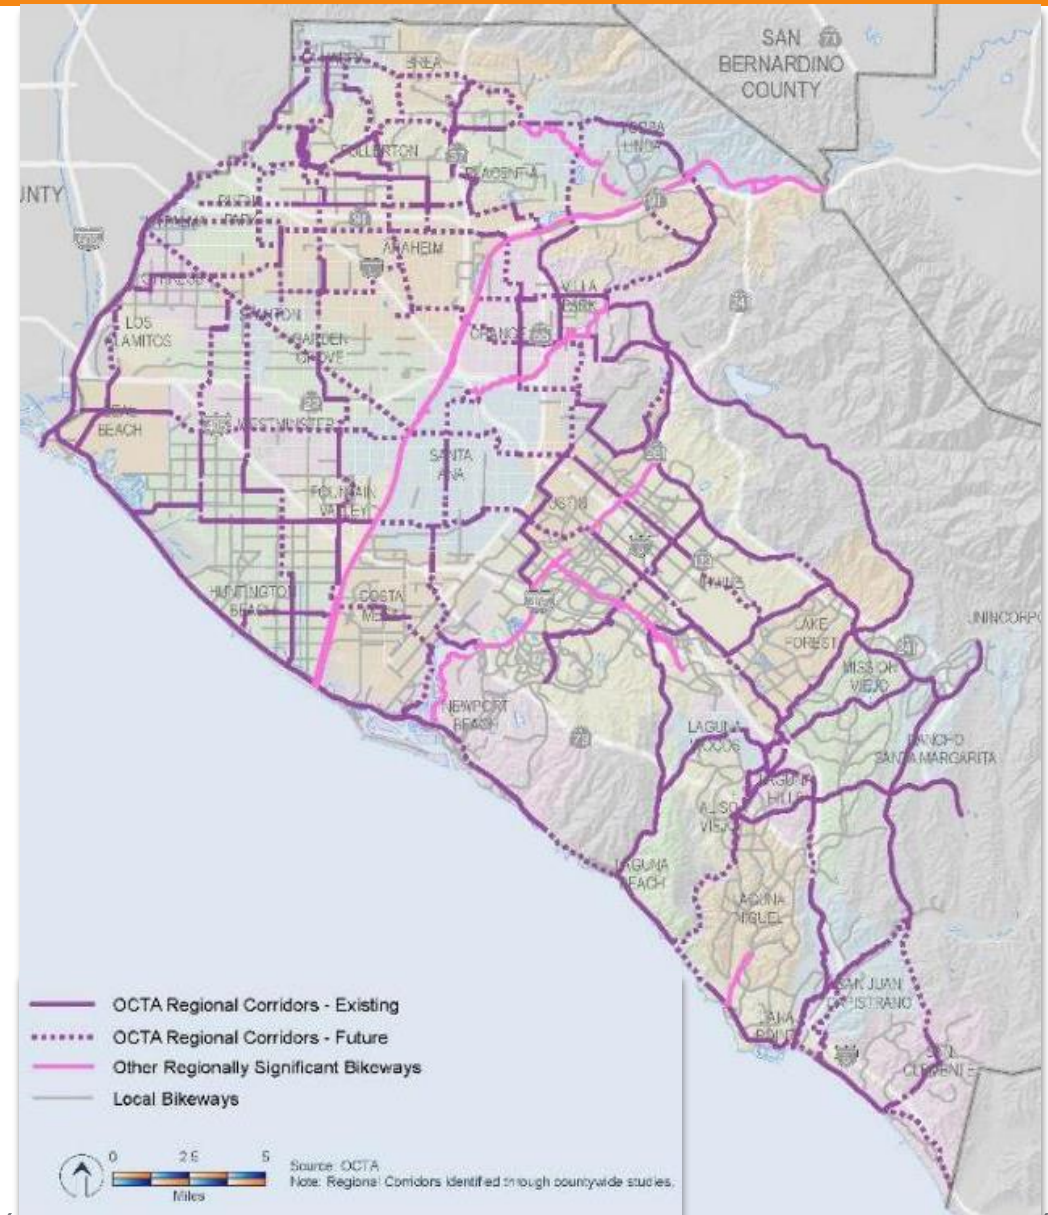 SAN
BERNARDINO
COUNTY
BREA
FULLERTON
YORBA
LINDA
PLACENTIA
91
ANAHEIM
VILLA
PARK
STANTON
LOS
ALAMITOS
ORANGE
GARDEN
GROVE
22
WESTMINSTER
BEACH
SANTA
ANA
FOUNTAIN
VALLEY
TUSTIN
HUNTINGTON
BEACH
COSTA
MESA
IRVINE
LAKE
FOREST
MISSION
VIEJO
NEWPORT
BEACH
73
LAGUNA
WOODS
RANCHO
SANTA MARGARITA
LAGUNA
HILLS
ALISO
VIEJO
LAGUNA
BEACH
LAGUNA
NIGUEL
SAN JUAN
CAPISTRANO
DANA
POINT
SAN
CLEMENTE
OCTA Regional Corridors - Existing
OCTA Regional Corridors - Future
Other Regionally Significant Bikeways
Local Bikeways
0 2.5 5
Miles
Source: OCTA
Note: Regional Corridors identified through countywide studies.